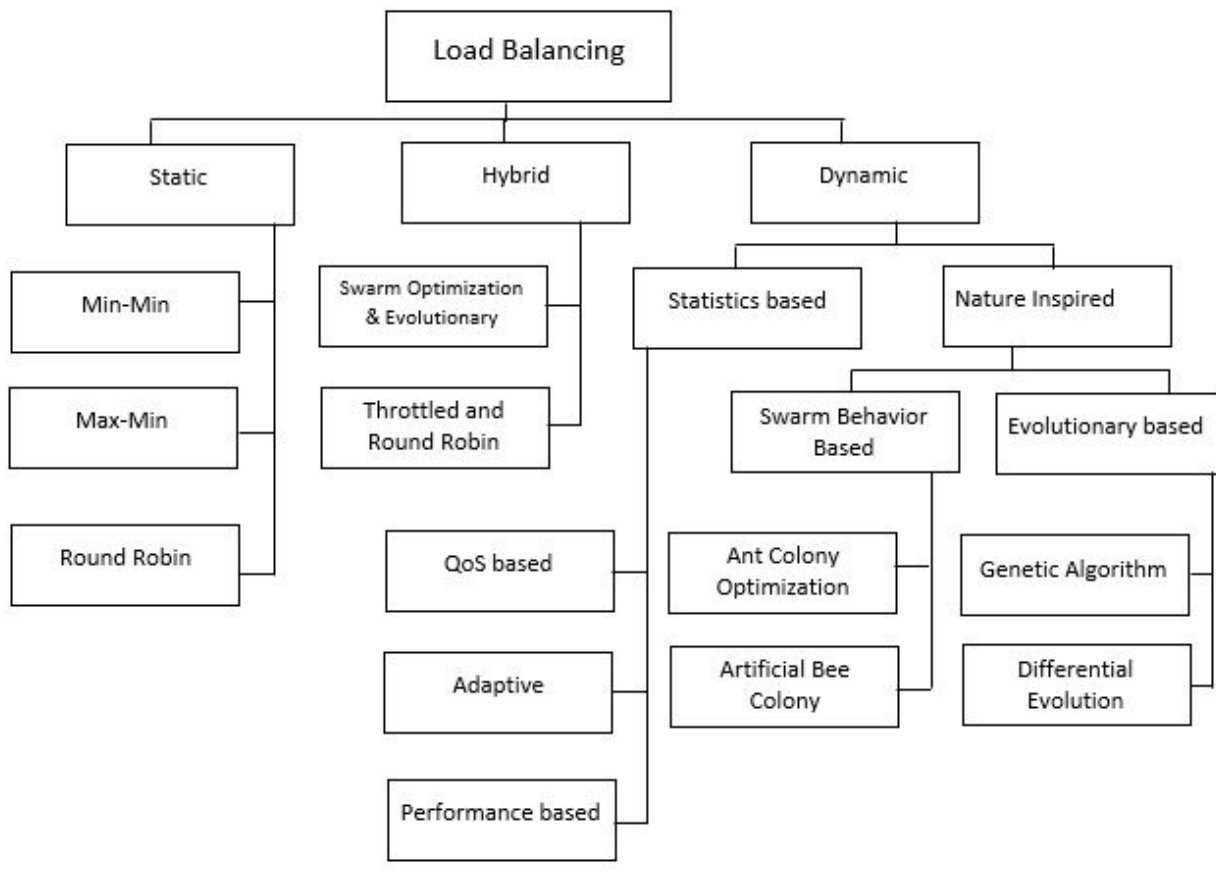 Load Balancing
Static
Hybrid
Dynamic
Min-Min
Swarm Optimization
& Evolutionary
Statistics based
Nature Inspired
Max-Min
Throttled and
Round Robin
Swarm Behavior
Based
Evolutionary based
Round Robin
QoS based
Ant Colony
Optimization
Genetic Algorithm
Adaptive
Artificial Bee
Colony
Differential
Evolution
Performance based